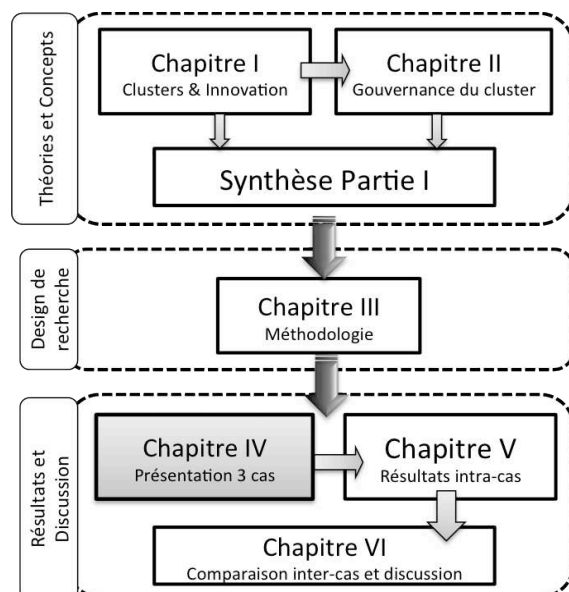 Théories et Concepts
Chapitre I
Clusters & Innovation
Chapitre II
Gouvernance du cluster
Synthèse Partie I
Design de
recherche
Chapitre III
Méthodologie
Résultats et
Discussion
Chapitre IV
Présentation 3 cas
Chapitre V
Résultats intra-cas
Chapitre VI
Comparaison inter-cas et discussion